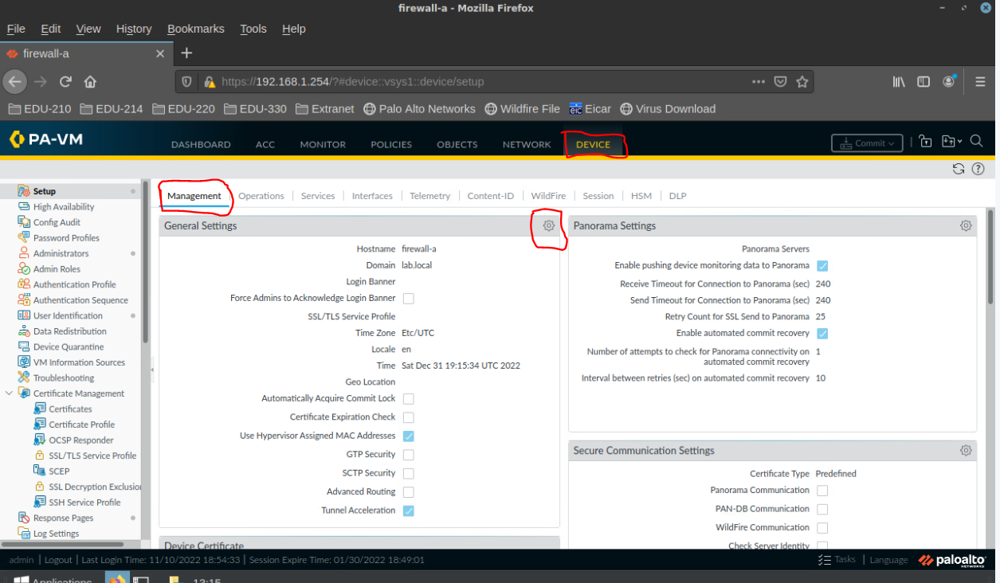 firewall-a - Mozilla Firefox
File Edit View History Bookmarks Tools Help
firewall-a
https://192.168.1.254/?#device::vsys1::device/setup
EDU-210 EDU-214 EDU-220 EDU-330 Extranet Palo Alto Networks Wildfire File eic Eicar Virus Download
PA-VM
DASHBOARD ACC MONITOR POLICIES OBJECTS NETWORK DEVICE
Commit
Setup
High Availability
Config Audit
Password Profiles
Administrators
Admin Roles
Authentication Profile
Authentication Sequence
User Identification
Data Redistribution
Device Quarantine
VM Information Sources
Troubleshooting
Certificate Management
Certificates
Certificate Profile
OCSP Responder
SSL/TLS Service Profile
SCEP
SSL Decryption Exclusion
SSH Service Profile
Response Pages
Log Settings
Management Operations Services Interfaces Telemetry Content-ID WildFire Session HSM DLP
General Settings
Hostname firewall-a
Domain lab.local
Login Banner
Force Admins to Acknowledge Login Banner
SSL/TLS Service Profile
Time Zone Etc/UTC
Locale en
Time Sat Dec 31 19:15:34 UTC 2022
Geo Location
Automatically Acquire Commit Lock
Certificate Expiration Check
Use Hypervisor Assigned MAC Addresses
GTP Security
SCTP Security
Advanced Routing
Tunnel Acceleration
Device Certificate
Panorama Settings
Panorama Servers
Enable pushing device monitoring data to Panorama
Receive Timeout for Connection to Panorama (sec) 240
Send Timeout for Connection to Panorama (sec) 240
Retry Count for SSL Send to Panorama 25
Enable automated commit recovery
Number of attempts to check for Panorama connectivity on 1
automated commit recovery
Interval between retries (sec) on automated commit recovery 10
Secure Communication Settings
Certificate Type Predefined
Panorama Communication
PAN-DB Communication
WildFire Communication
Check Server Identity
admin | Logout | Last Login Time: 11/10/2022 18:54:33 | Session Expire Time: 01/30/2022 18:49:01
Tasks | Language paloalto NETWORKS
Applications 13:15